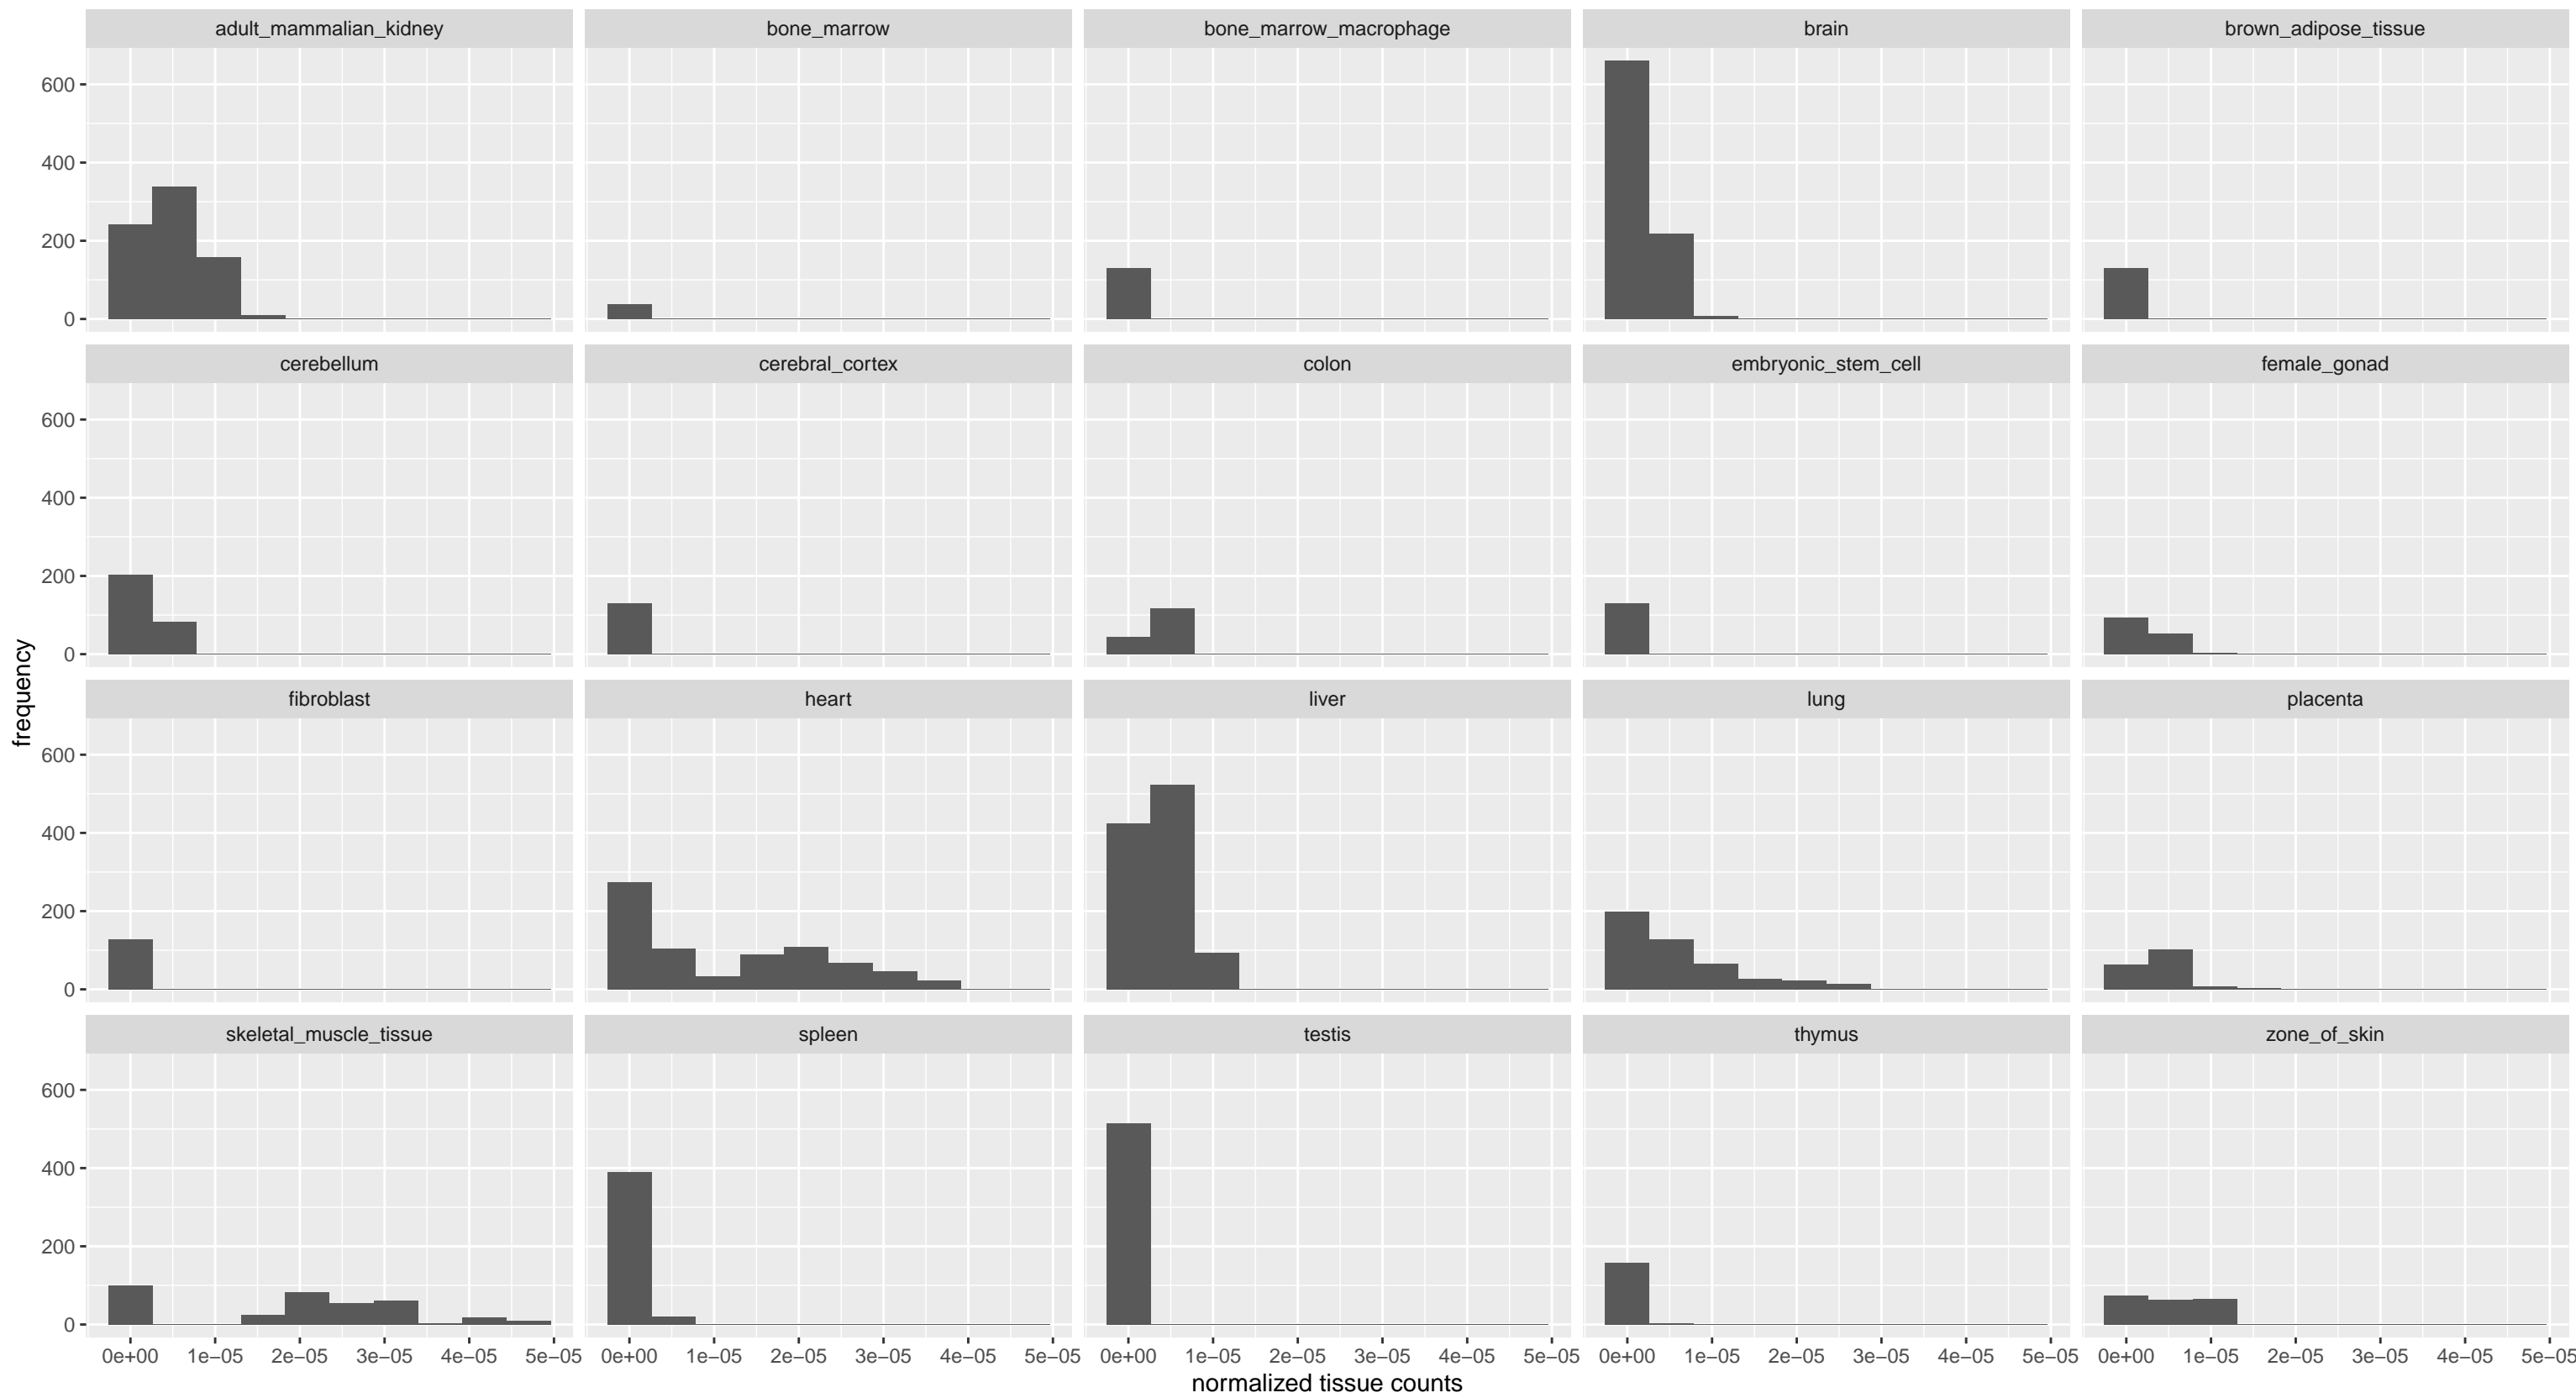 adult_mammalian_kidney bone_marrow bone_marrow_macrophage brain brown_adipose_tissue
600
400
200
0
cerebellum cerebral_cortex colon embryonic_stem_cell female_gonad
600
400
200
0
frequency
fibroblast heart liver lung placenta
600
400
200
0
skeletal_muscle_tissue spleen testis thymus zone_of_skin
600
400
200
0
0e+00 1e−05 2e−05 3e−05 4e−05 5e−05 0e+00 1e−05 2e−05 3e−05 4e−05 5e−05 0e+00 1e−05 2e−05 3e−05 4e−05 5e−05 0e+00 1e−05 2e−05 3e−05 4e−05 5e−05 0e+00 1e−05 2e−05 3e−05 4e−05 5e−05
normalized tissue counts